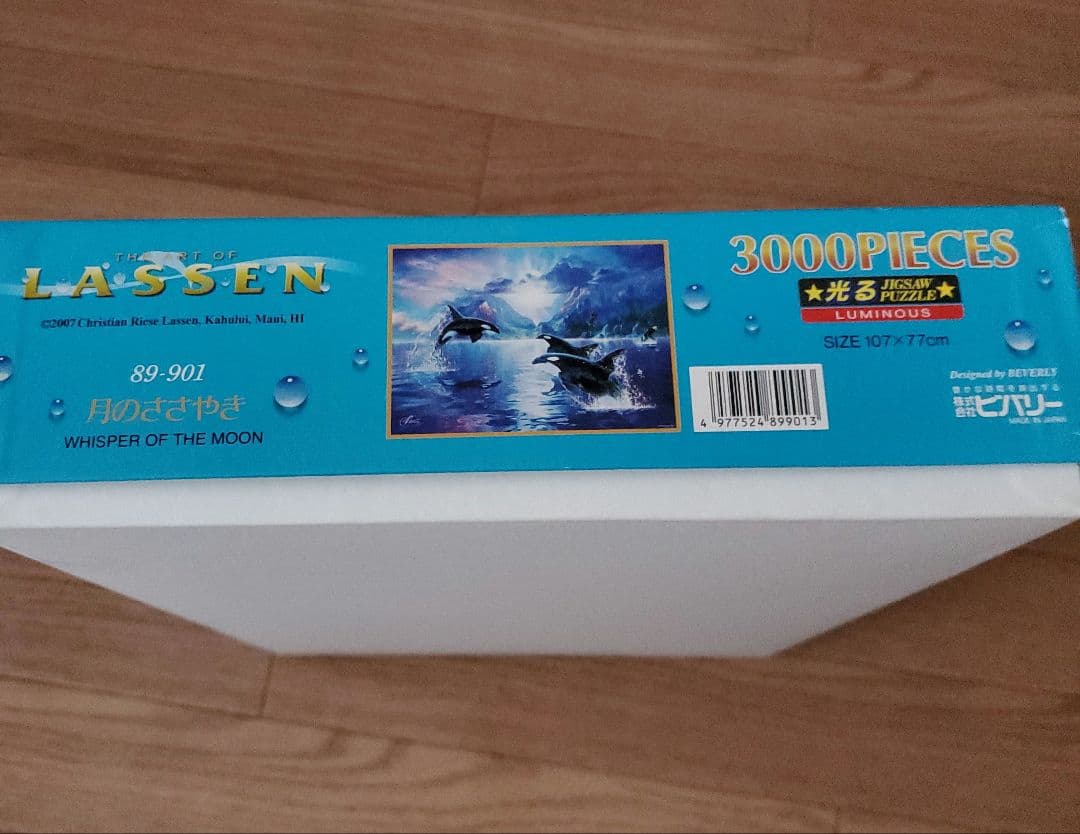 THE ART OF
LASSEN
©2007 Christian Riese Lassen, Kahului, Maui, HI
89-901
月のささやき
WHISPER OF THE MOON
3000PIECES
★光る JIGSAW PUZZLE★
LUMINOUS
SIZE 107×77cm
4 977524 899013
Designed by BEVERLY
株式会社ビバリー
MADE IN JAPAN